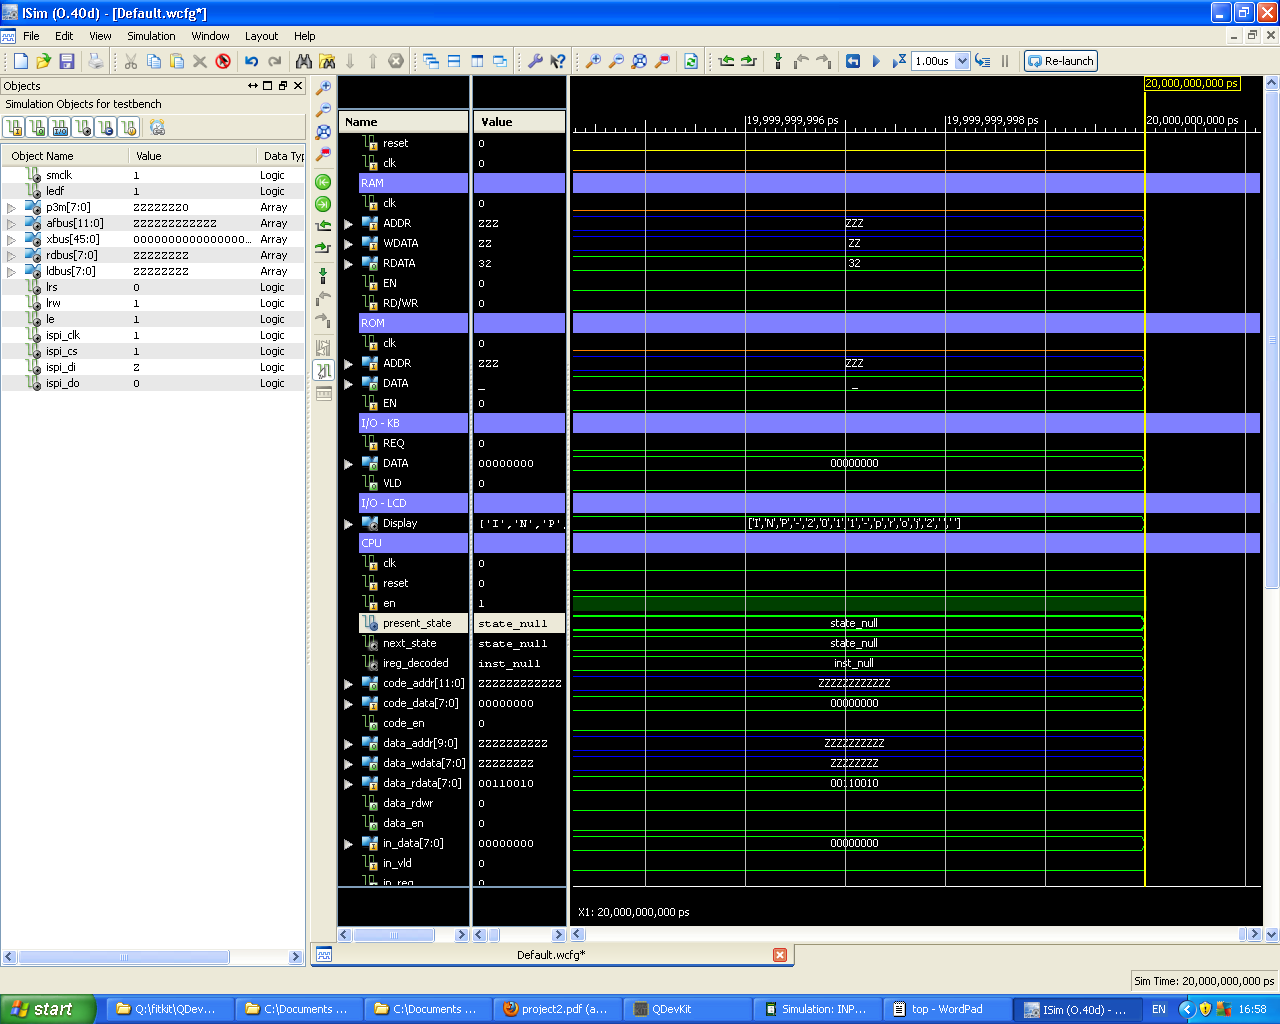 ISim (O.40d) - [Default.wcfg*]
File Edit View Simulation Window Layout Help
1.00us Re-launch
Objects
Simulation Objects for testbench
Object Name Value Data Typ
smclk 1 Logic
ledf 1 Logic
p3m[7:0] ZZZZZZZ0 Array
afbus[11:0] ZZZZZZZZZZZZ Array
xbus[45:0] 0000000000000000... Array
rdbus[7:0] ZZZZZZZZ Array
ldbus[7:0] ZZZZZZZZ Array
lrs 0 Logic
lrw 1 Logic
le 1 Logic
ispi_clk 1 Logic
ispi_cs 1 Logic
ispi_di Z Logic
ispi_do 0 Logic
20,000,000,000 ps
Name Value
19,999,999,996 ps 19,999,999,998 ps 20,000,000,000 ps
reset 0
clk 0
RAM
clk 0
ADDR ZZZ ZZZ
WDATA ZZ ZZ
RDATA 32 32
EN 0
RD/WR 0
ROM
clk 0
ADDR ZZZ ZZZ
DATA _ _
EN 0
I/O - KB
REQ 0
DATA 00000000 00000000
VLD 0
I/O - LCD
Display ['I','N','P', ['I','N','P','-','2','0','1','1','-','p','r','o','j','2',' ',' ']
CPU
clk 0
reset 0
en 1
present_state state_null state_null
next_state state_null state_null
ireg_decoded inst_null inst_null
code_addr[11:0] ZZZZZZZZZZZZ ZZZZZZZZZZZZ
code_data[7:0] 00000000 00000000
code_en 0
data_addr[9:0] ZZZZZZZZZZ ZZZZZZZZZZ
data_wdata[7:0] ZZZZZZZZ ZZZZZZZZ
data_rdata[7:0] 00110010 00110010
data_rdwr 0
data_en 0
in_data[7:0] 00000000 00000000
in_vld 0
in_req 0
X1: 20,000,000,000 ps
Default.wcfg*
Sim Time: 20,000,000,000 ps
start Q:\fitkit\QDev... C:\Documents ... C:\Documents ... project2.pdf (a... QDevKit Simulation: INP... top - WordPad ISim (O.40d) - ... EN 16:58